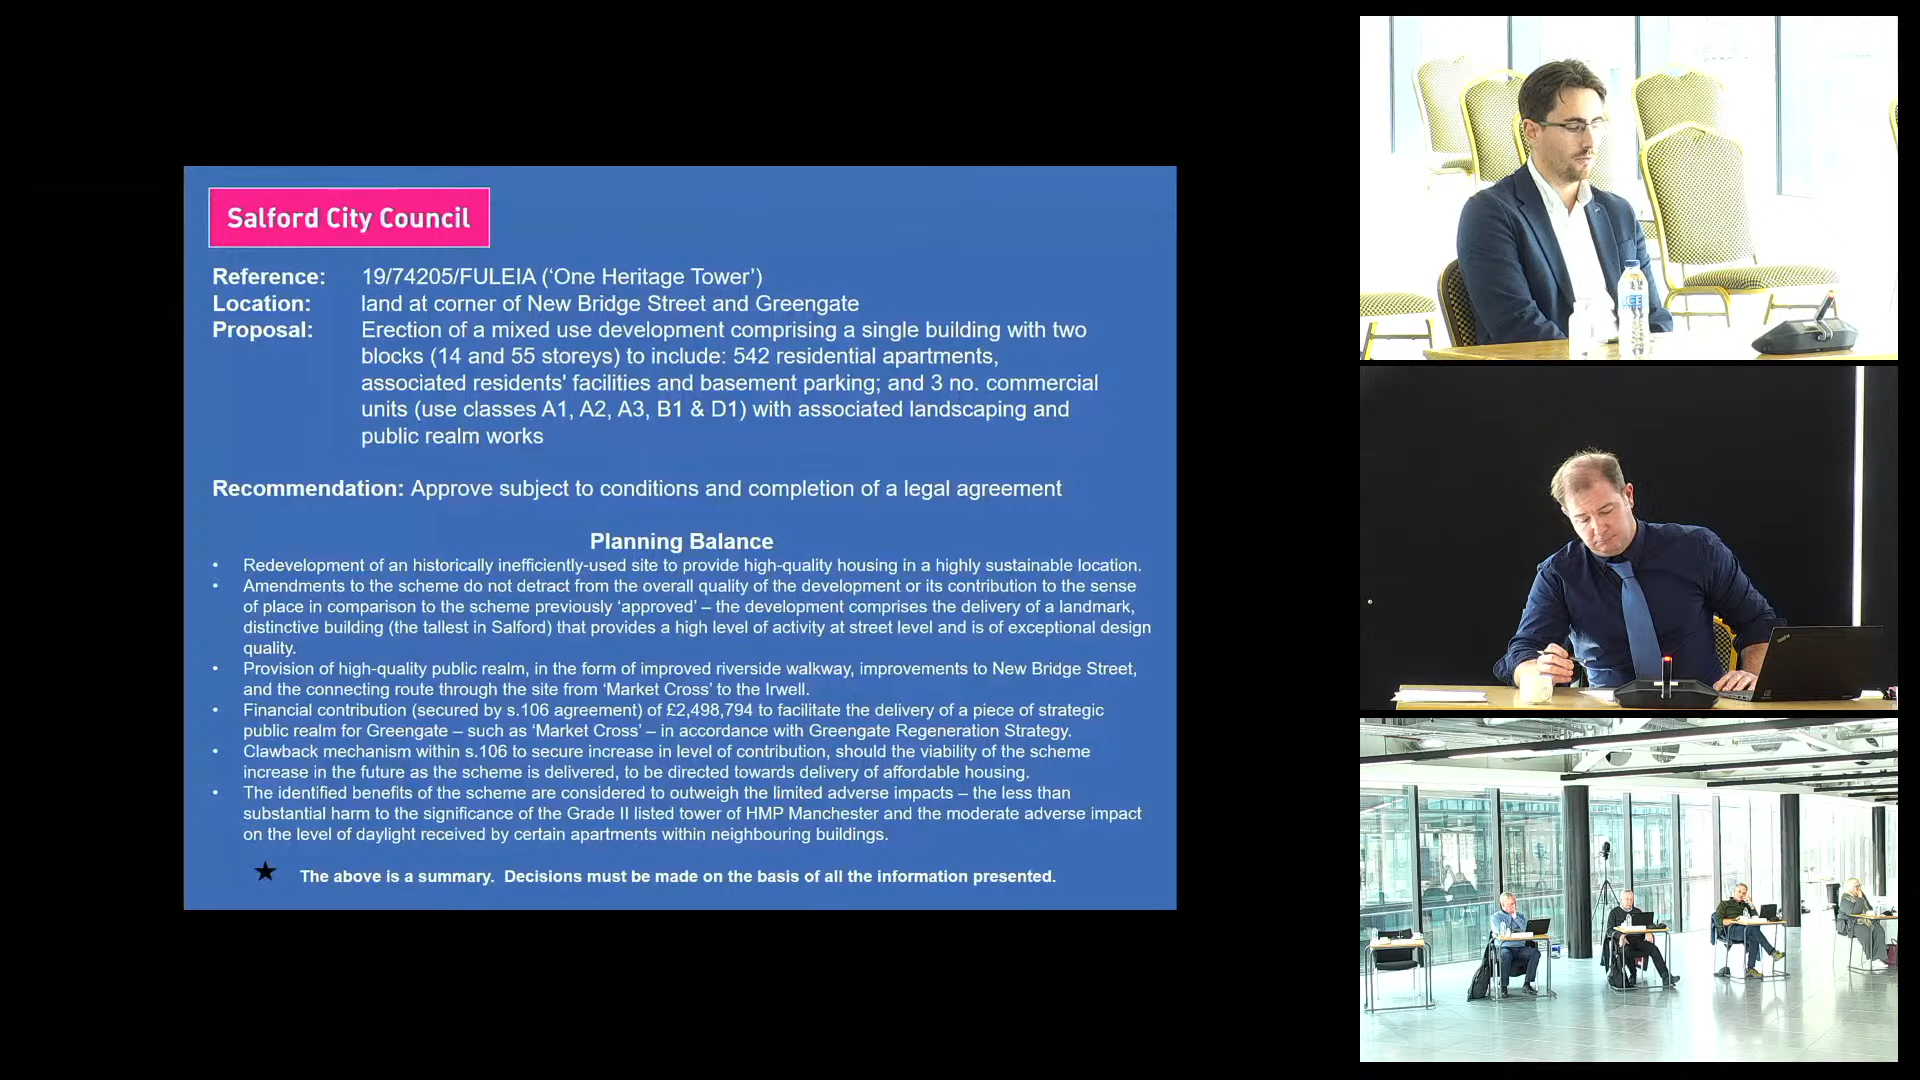 Salford City Council
Reference: 19/74205/FULEIA (‘One Heritage Tower’)
Location: land at corner of New Bridge Street and Greengate
Proposal: Erection of a mixed use development comprising a single building with two
blocks (14 and 55 storeys) to include: 542 residential apartments,
associated residents' facilities and basement parking; and 3 no. commercial
units (use classes A1, A2, A3, B1 & D1) with associated landscaping and
public realm works
Recommendation: Approve subject to conditions and completion of a legal agreement
Planning Balance
• Redevelopment of an historically inefficiently-used site to provide high-quality housing in a highly sustainable location.
• Amendments to the scheme do not detract from the overall quality of the development or its contribution to the sense
of place in comparison to the scheme previously ‘approved’ – the development comprises the delivery of a landmark,
distinctive building (the tallest in Salford) that provides a high level of activity at street level and is of exceptional design
quality.
• Provision of high-quality public realm, in the form of improved riverside walkway, improvements to New Bridge Street,
and the connecting route through the site from ‘Market Cross’ to the Irwell.
• Financial contribution (secured by s.106 agreement) of £2,498,794 to facilitate the delivery of a piece of strategic
public realm for Greengate – such as ‘Market Cross’ – in accordance with Greengate Regeneration Strategy.
• Clawback mechanism within s.106 to secure increase in level of contribution, should the viability of the scheme
increase in the future as the scheme is delivered, to be directed towards delivery of affordable housing.
• The identified benefits of the scheme are considered to outweigh the limited adverse impacts – the less than
substantial harm to the significance of the Grade II listed tower of HMP Manchester and the moderate adverse impact
on the level of daylight received by certain apartments within neighbouring buildings.
★ The above is a summary. Decisions must be made on the basis of all the information presented.